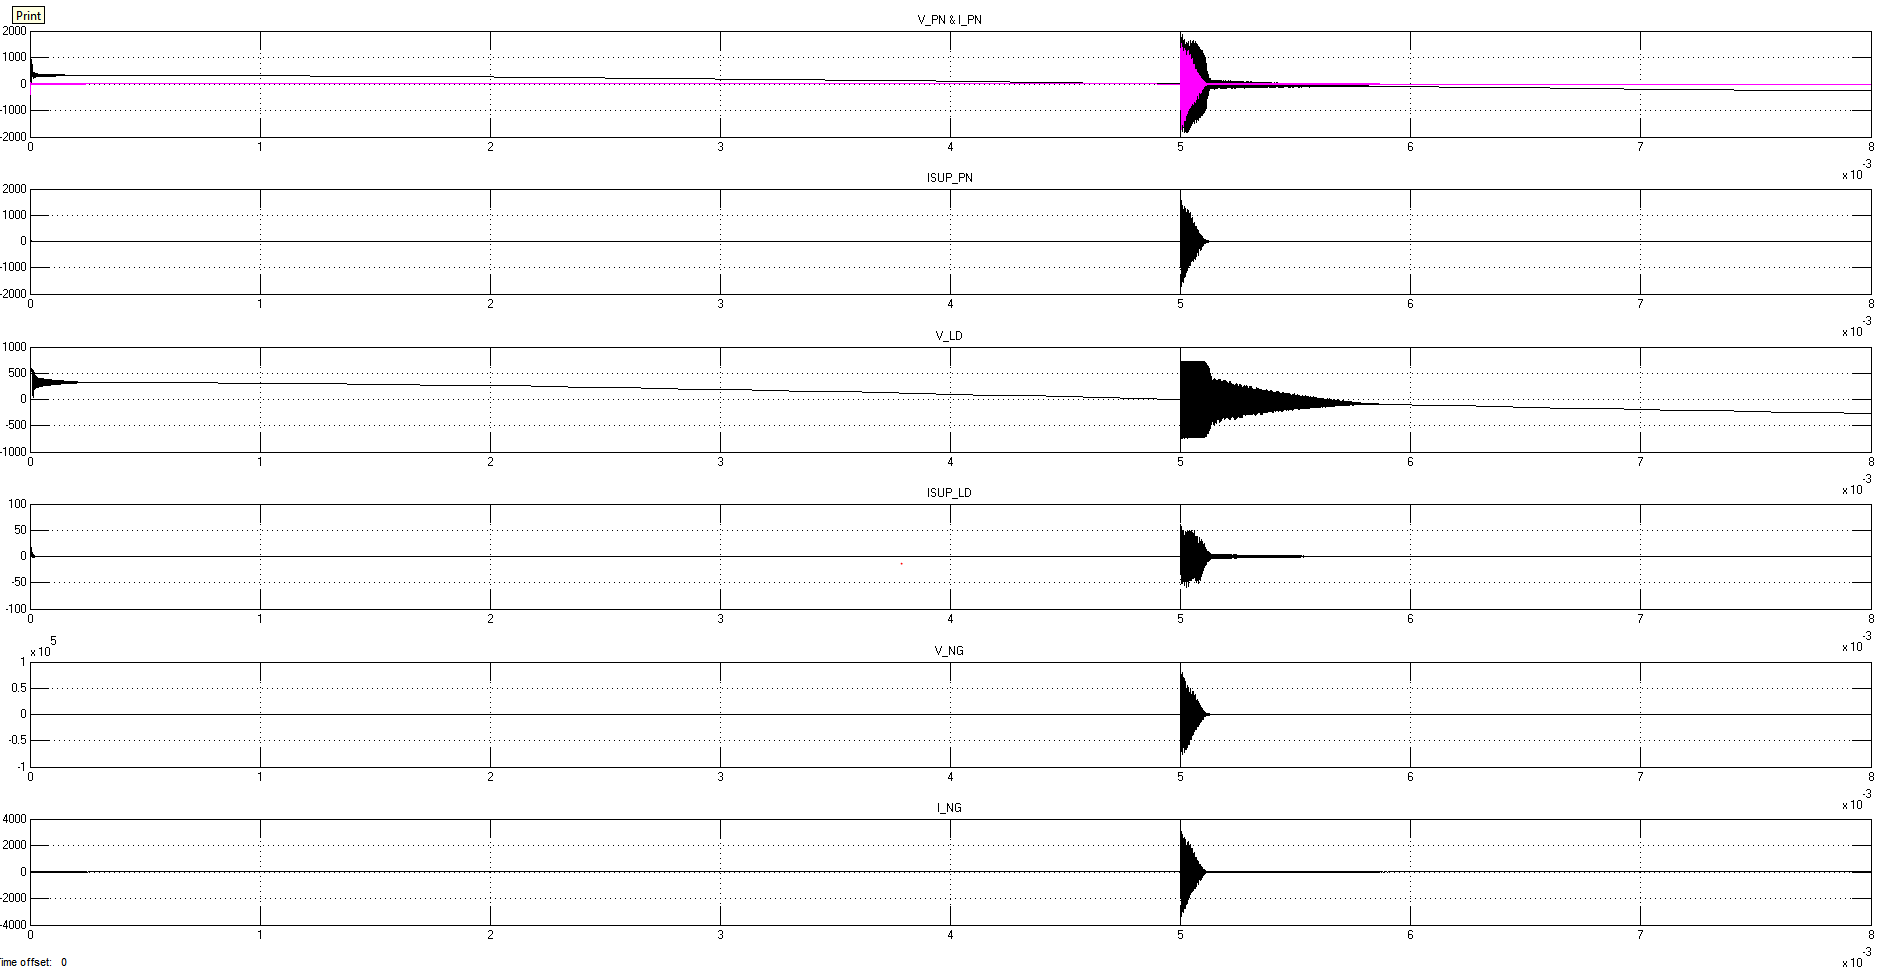 Print
V_PN & I_PN
2000
1000
0
-1000
-2000
0 1 2 3 4 5 6 7 8
x 10 -3
ISUP_PN
2000
1000
0
-1000
-2000
0 1 2 3 4 5 6 7 8
x 10 -3
V_LD
1000
500
0
-500
-1000
0 1 2 3 4 5 6 7 8
x 10 -3
ISUP_LD
100
50
0
-50
-100
0 1 2 3 4 5 6 7 8
x 10 -3
x 10 5
V_NG
1
0.5
0
-0.5
-1
0 1 2 3 4 5 6 7 8
x 10 -3
I_NG
4000
2000
0
-2000
-4000
0 1 2 3 4 5 6 7 8
x 10 -3
Time offset: 0